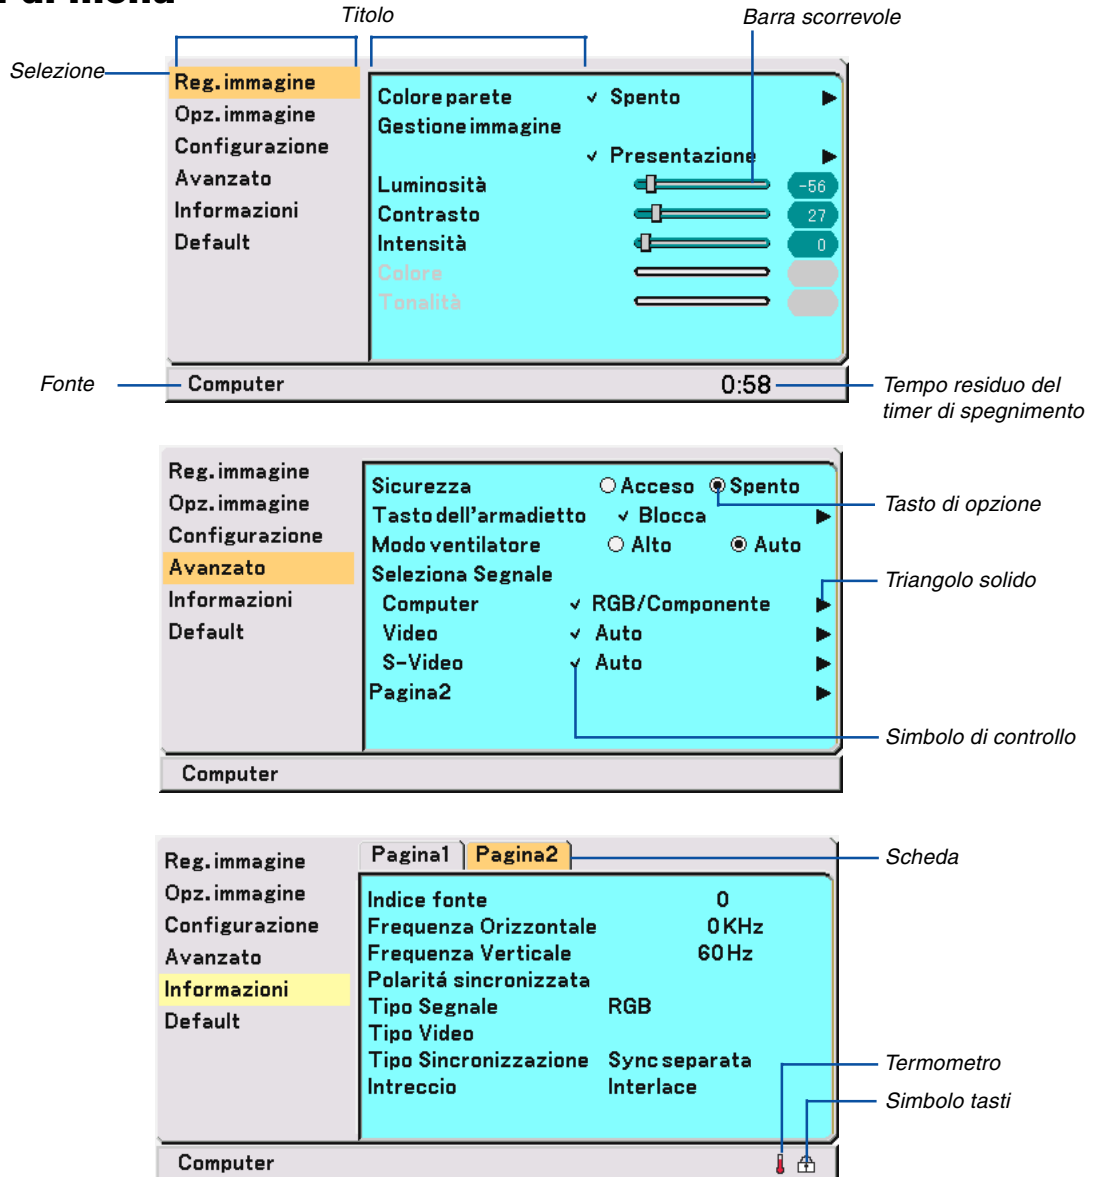 di menu
Titolo
Barra scorrevole
Selezione
Reg.immagine
Opz.immagine
Configurazione
Avanzato
Informazioni
Default
Colore parete ✓ Spento ▶
Gestione immagine
✓ Presentazione ▶
Luminosità -56
Contrasto 27
Intensità 0
Colore
Tonalità
Fonte
Computer 0:58
Tempo residuo del
timer di spegnimento
Reg.immagine
Opz.immagine
Configurazione
Avanzato
Informazioni
Default
Sicurezza ○ Acceso ◉ Spento
Tasto dell'armadietto ✓ Blocca ▶
Modo ventilatore ○ Alto ◉ Auto
Seleziona Segnale
Computer ✓ RGB/Componente ▶
Video ✓ Auto ▶
S-Video ✓ Auto ▶
Pagina2 ▶
Tasto di opzione
Triangolo solido
Simbolo di controllo
Computer
Reg.immagine
Opz.immagine
Configurazione
Avanzato
Informazioni
Default
Pagina1 Pagina2
Scheda
Indice fonte 0
Frequenza Orizzontale 0KHz
Frequenza Verticale 60Hz
Polaritá sincronizzata
Tipo Segnale RGB
Tipo Video
Tipo Sincronizzazione Sync separata
Intreccio Interlace
Termometro
Simbolo tasti
Computer